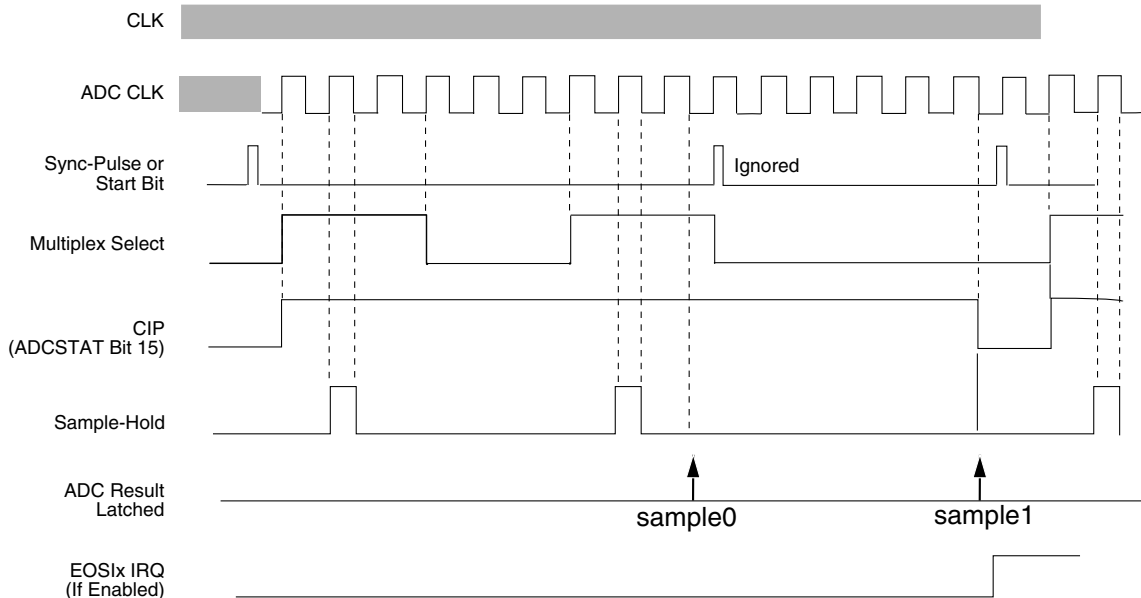 CLK
ADC CLK
Sync-Pulse or
Start Bit
Ignored
Multiplex Select
CIP
(ADCSTAT Bit 15)
Sample-Hold
ADC Result
Latched
sample0
sample1
EOSIx IRQ
(If Enabled)